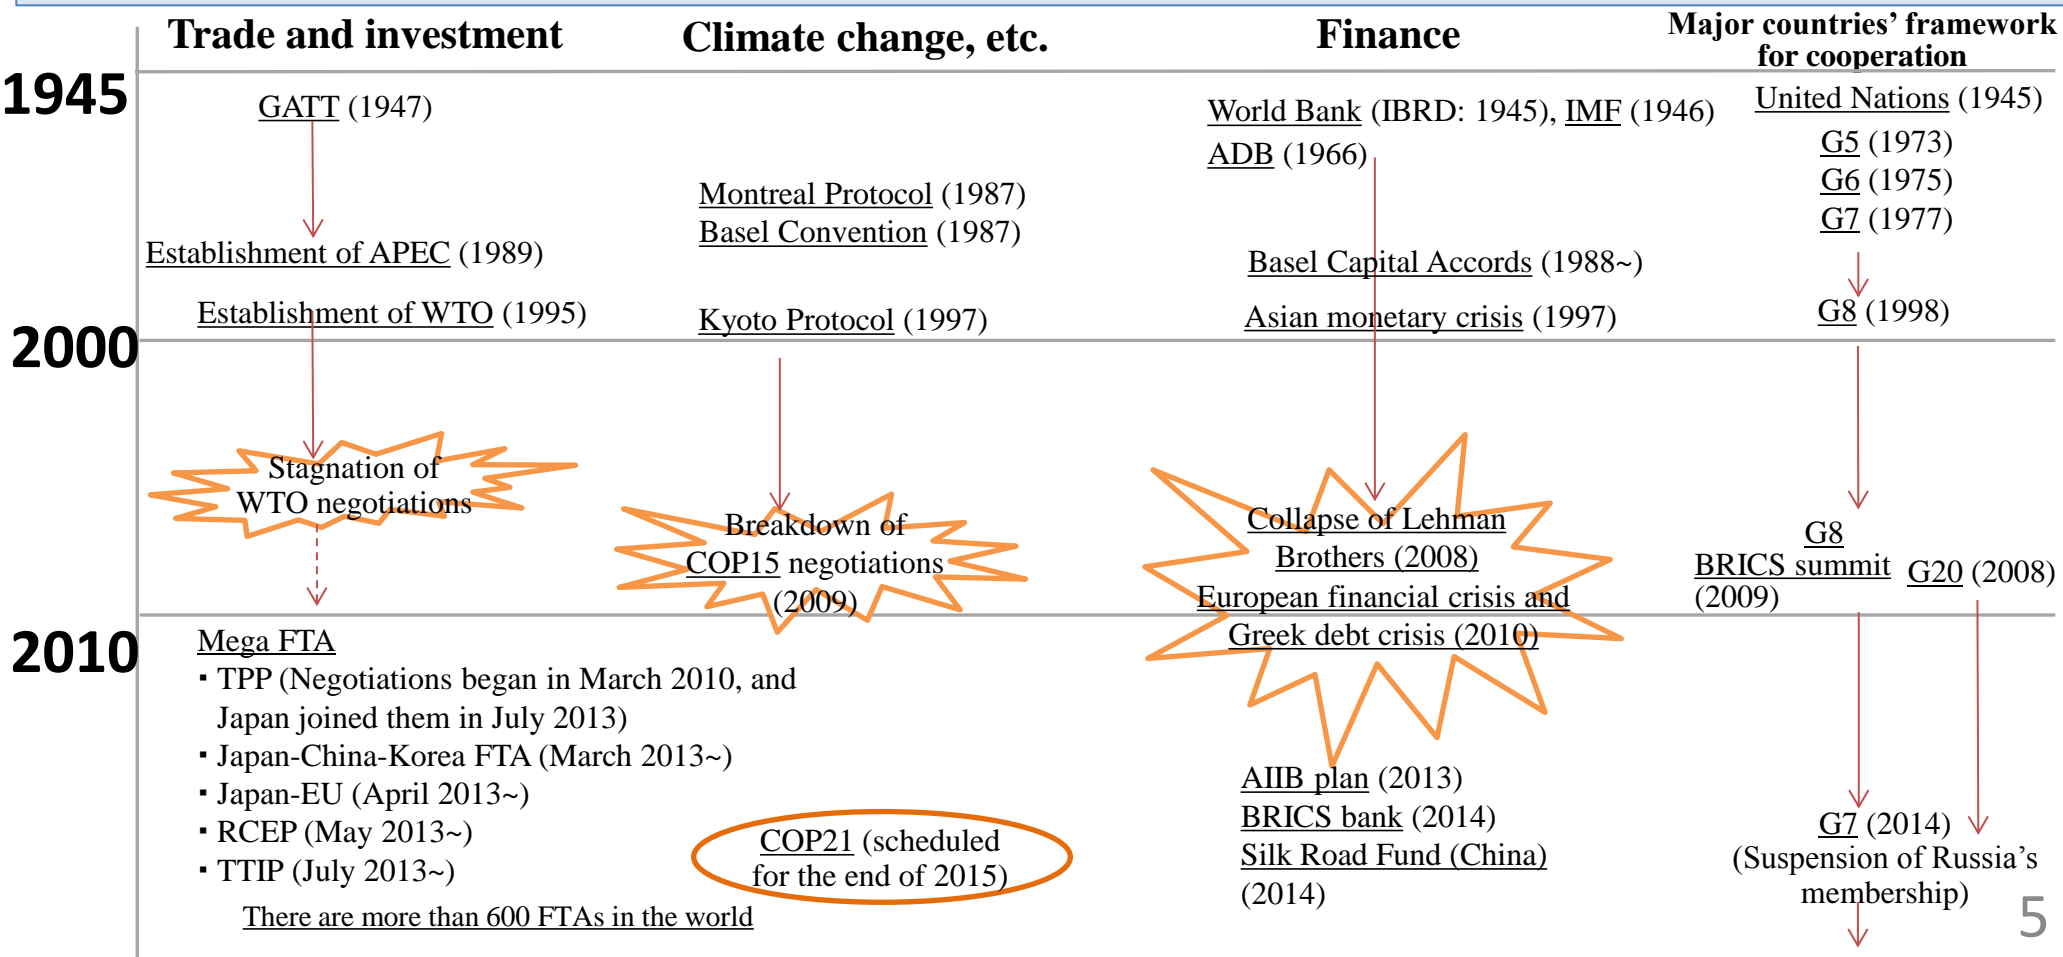 Trade and investment
Climate change, etc.
Finance
Major countries’ framework
for cooperation
1945
GATT (1947)
Establishment of APEC (1989)
Establishment of WTO (1995)
Montreal Protocol (1987)
Basel Convention (1987)
Kyoto Protocol (1997)
World Bank (IBRD: 1945), IMF (1946)
ADB (1966)
Basel Capital Accords (1988~)
Asian monetary crisis (1997)
United Nations (1945)
G5 (1973)
G6 (1975)
G7 (1977)
G8 (1998)
2000
Stagnation of
WTO negotiations
Breakdown of
COP15 negotiations
(2009)
Collapse of Lehman
Brothers (2008)
European financial crisis and
Greek debt crisis (2010)
G8
BRICS summit
(2009)
G20 (2008)
2010
Mega FTA
▪ TPP (Negotiations began in March 2010, and
Japan joined them in July 2013)
▪ Japan-China-Korea FTA (March 2013~)
▪ Japan-EU (April 2013~)
▪ RCEP (May 2013~)
▪ TTIP (July 2013~)
There are more than 600 FTAs in the world
COP21 (scheduled
for the end of 2015)
AIIB plan (2013)
BRICS bank (2014)
Silk Road Fund (China)
(2014)
G7 (2014)
(Suspension of Russia’s
membership)
5